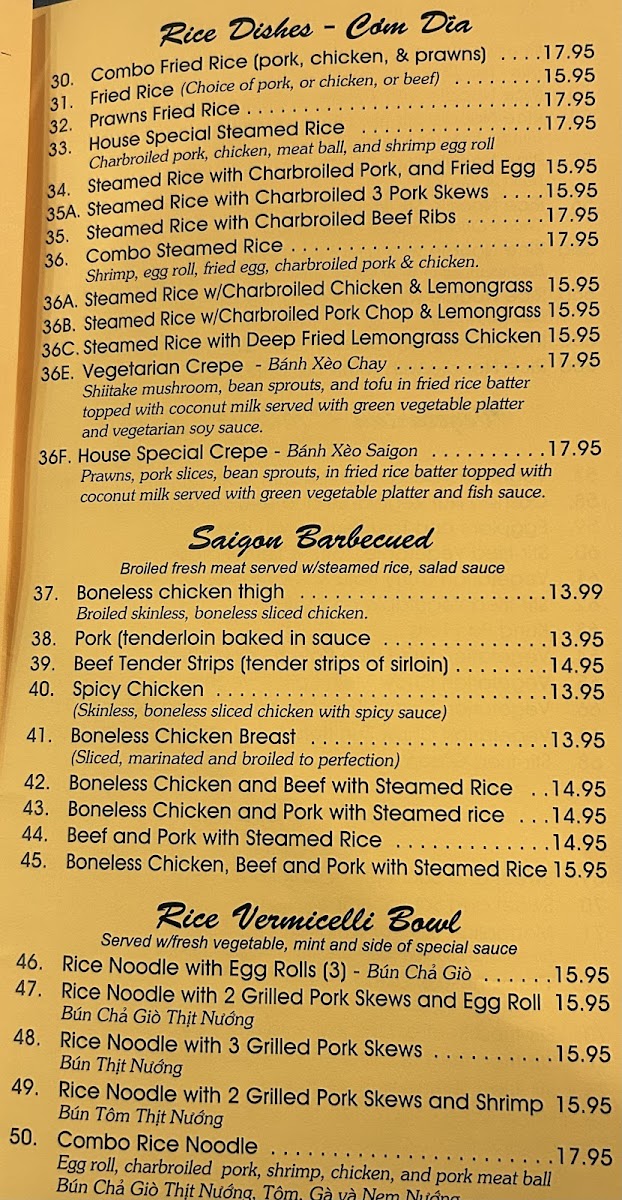 Rice Dishes - Cơm Dĩa
30. Combo Fried Rice (pork, chicken, & prawns) ....17.95
31. Fried Rice (Choice of pork, or chicken, or beef) ........15.95
32. Prawns Fried Rice............................17.95
33. House Special Steamed Rice .................17.95
Charbroiled pork, chicken, meat ball, and shrimp egg roll
34. Steamed Rice with Charbroiled Pork, and Fried Egg 15.95
35A. Steamed Rice with Charbroiled 3 Pork Skews ....15.95
35. Steamed Rice with Charbroiled Beef Ribs .......17.95
36. Combo Steamed Rice........................17.95
Shrimp, egg roll, fried egg, charbroiled pork & chicken.
36A. Steamed Rice w/Charbroiled Chicken & Lemongrass 15.95
36B. Steamed Rice w/Charbroiled Pork Chop & Lemongrass 15.95
36C. Steamed Rice with Deep Fried Lemongrass Chicken 15.95
36E. Vegetarian Crepe - Bánh Xèo Chay .............17.95
Shiitake mushroom, bean sprouts, and tofu in fried rice batter
topped with coconut milk served with green vegetable platter
and vegetarian soy sauce.
36F. House Special Crepe - Bánh Xèo Saigon ..........17.95
Prawns, pork slices, bean sprouts, in fried rice batter topped with
coconut milk served with green vegetable platter and fish sauce.
Saigon Barbecued
Broiled fresh meat served w/steamed rice, salad sauce
37. Boneless chicken thigh .......................13.99
Broiled skinless, boneless sliced chicken.
38. Pork (tenderloin baked in sauce ...............13.95
39. Beef Tender Strips (tender strips of sirloin)........14.95
40. Spicy Chicken ..............................13.95
(Skinless, boneless sliced chicken with spicy sauce)
41. Boneless Chicken Breast .....................13.95
(Sliced, marinated and broiled to perfection)
42. Boneless Chicken and Beef with Steamed Rice ..14.95
43. Boneless Chicken and Pork with Steamed rice ...14.95
44. Beef and Pork with Steamed Rice ..............14.95
45. Boneless Chicken, Beef and Pork with Steamed Rice 15.95
Rice Vermicelli Bowl
Served w/fresh vegetable, mint and side of special sauce
46. Rice Noodle with Egg Rolls (3) - Bún Chả Giò ......15.95
47. Rice Noodle with 2 Grilled Pork Skews and Egg Roll 15.95
Bún Chả Giò Thịt Nướng
48. Rice Noodle with 3 Grilled Pork Skews ...........15.95
Bún Thịt Nướng
49. Rice Noodle with 2 Grilled Pork Skews and Shrimp 15.95
Bún Tôm Thịt Nướng
50. Combo Rice Noodle .........................17.95
Egg roll, charbroiled pork, shrimp, chicken, and pork meat ball
Bún Chả Giò Thịt Nướng, Tôm, Gà và Nem Nướng